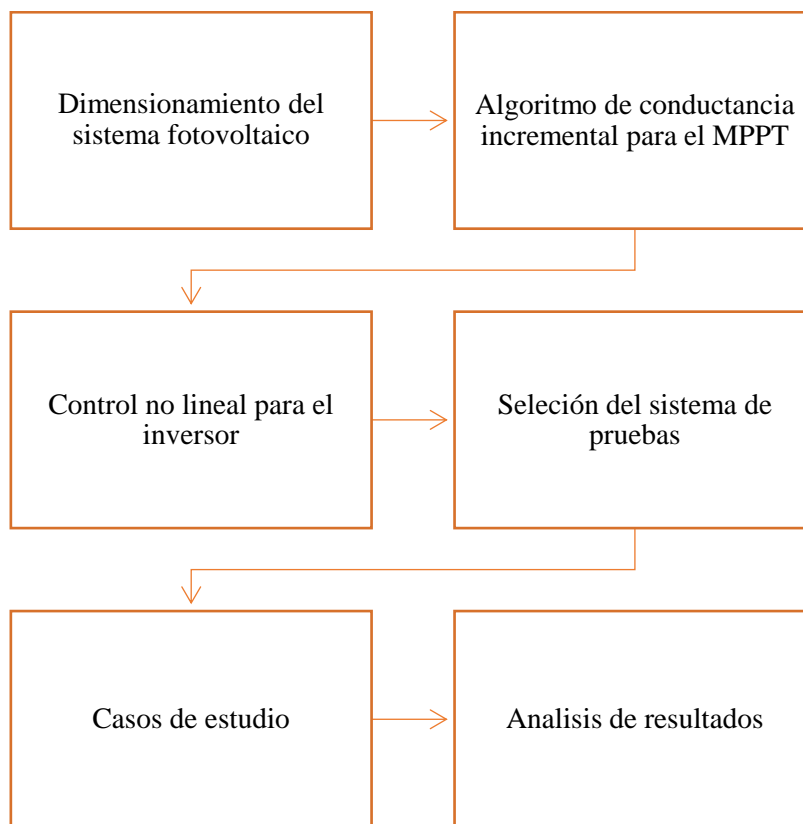 Dimensionamiento del
sistema fotovoltaico
Algoritmo de conductancia
incremental para el MPPT
Control no lineal para el
inversor
Seleción del sistema de
pruebas
Casos de estudio
Analisis de resultados